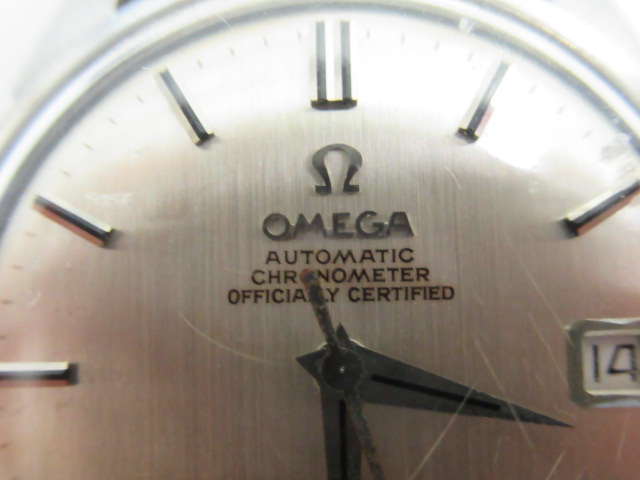 Ω
OMEGA
AUTOMATIC
CHRONOMETER
OFFICIALLY CERTIFIED
14